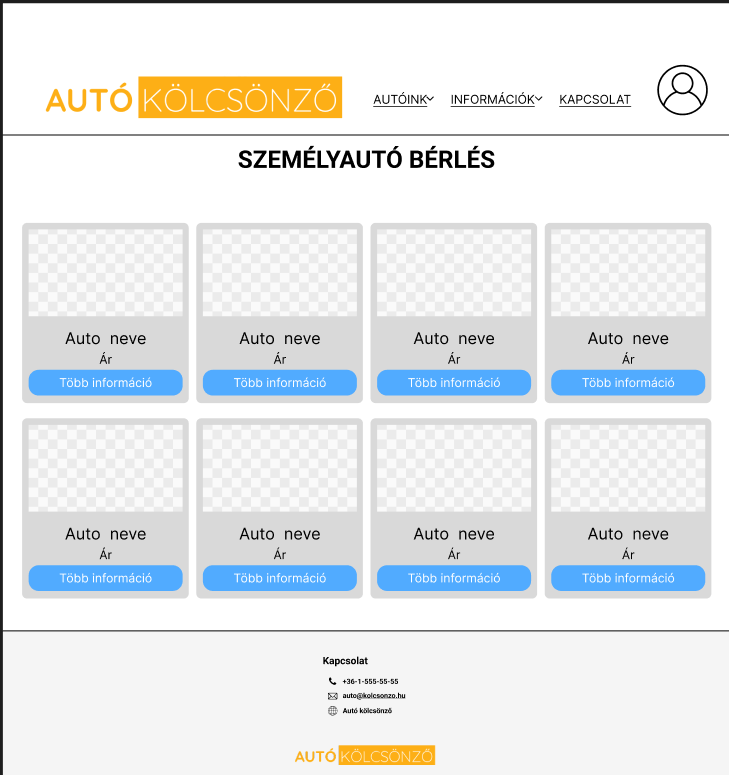 AUTÓ KÖLCSÖNZŐ
AUTÓINK INFORMÁCIÓK KAPCSOLAT
SZEMÉLYAUTÓ BÉRLÉS
Auto neve Auto neve Auto neve Auto neve
Ár Ár Ár Ár
Több információ Több információ Több információ Több információ
Auto neve Auto neve Auto neve Auto neve
Ár Ár Ár Ár
Több információ Több információ Több információ Több információ
Kapcsolat
+36-1-555-55-55
auto@kolcsonzo.hu
Autó kölcsönző
AUTÓ KÖLCSÖNZŐ